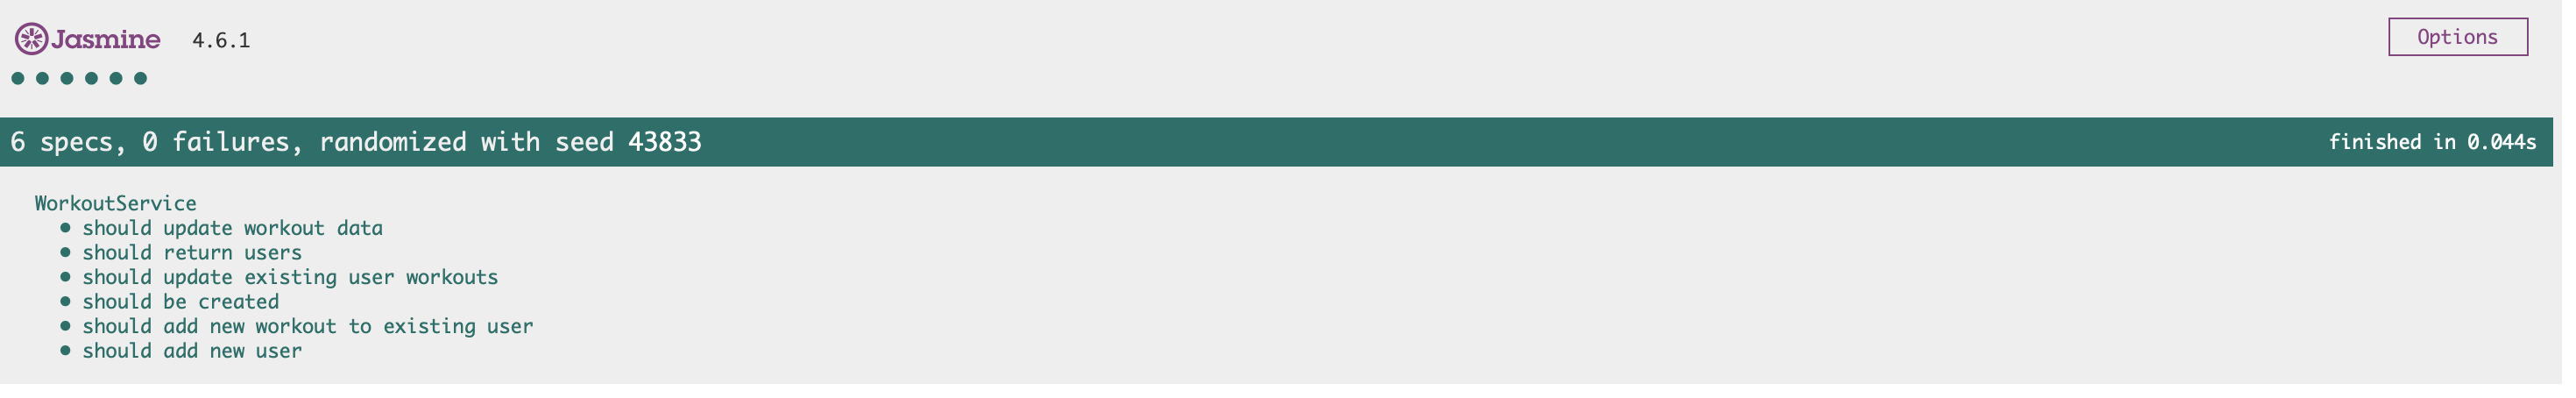 Jasmine 4.6.1
Options
6 specs, 0 failures, randomized with seed 43833
finished in 0.044s
WorkoutService
should update workout data
should return users
should update existing user workouts
should be created
should add new workout to existing user
should add new user